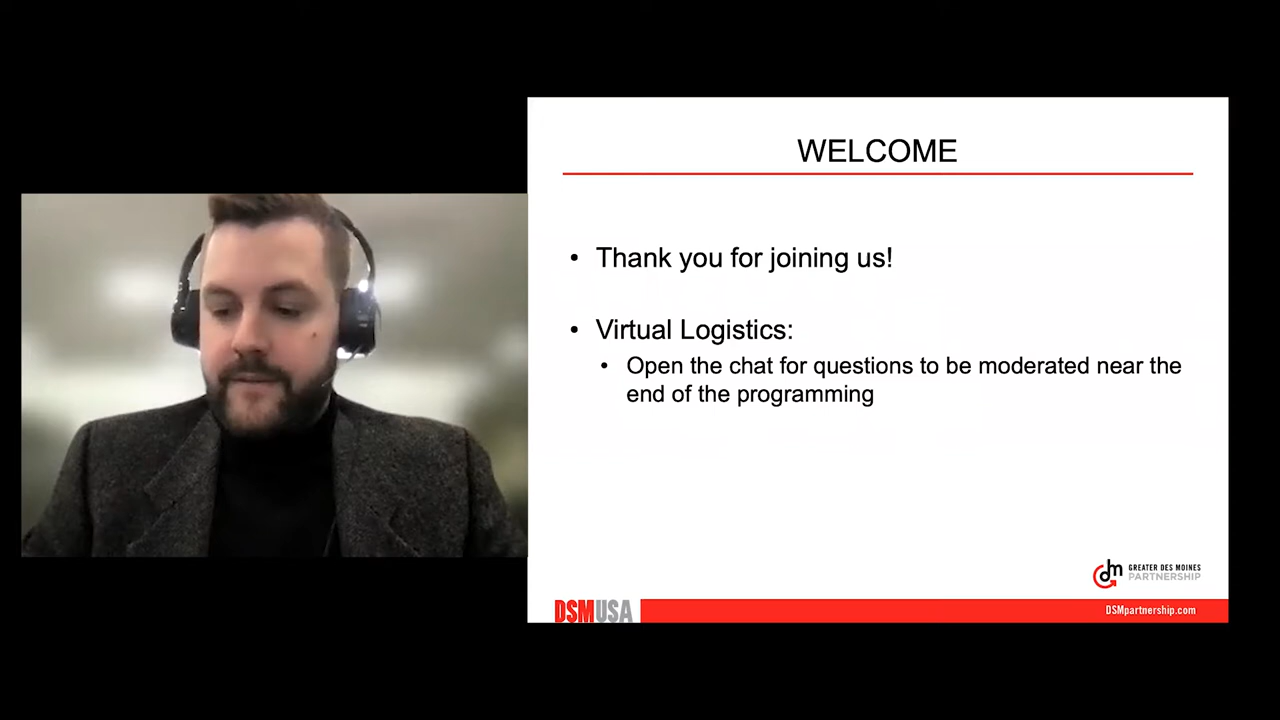 WELCOME
• Thank you for joining us!
• Virtual Logistics:
• Open the chat for questions to be moderated near the
end of the programming
dm GREATER DES MOINES
PARTNERSHIP
DSMUSA
DSMpartnership.com